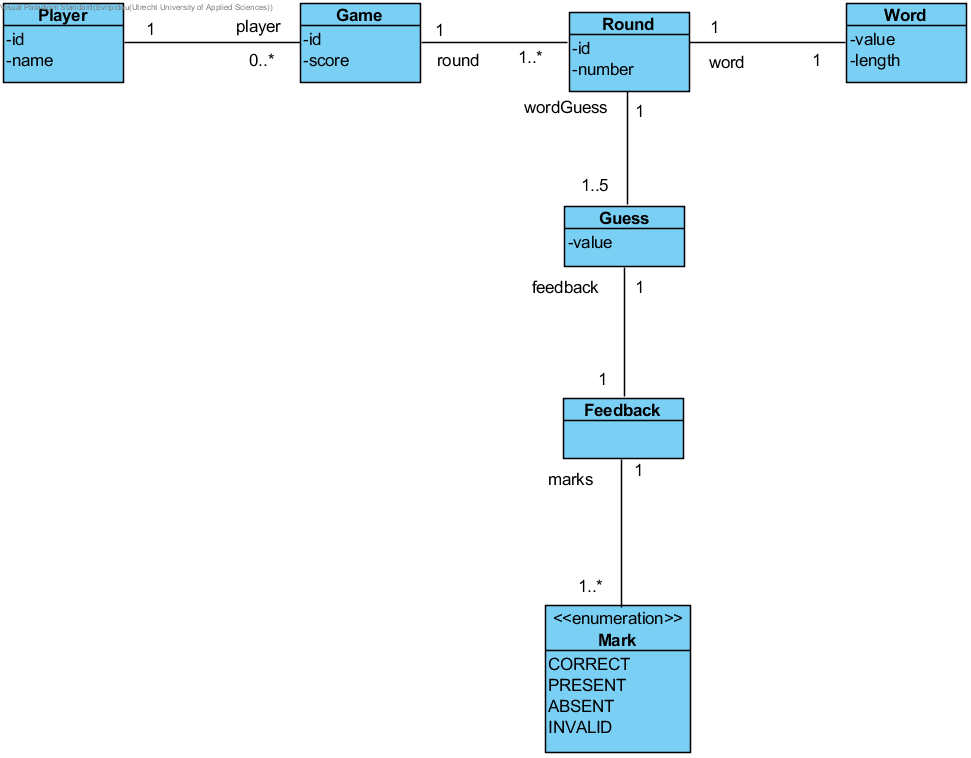 Visual Paradigm Standard(Evripidou(Utrecht University of Applied Sciences))
Player
-id
-name
1
player
0..*
Game
-id
-score
1
round
1..*
Round
-id
-number
1
word
1
Word
-value
-length
wordGuess
1
1..5
Guess
-value
feedback
1
1
Feedback
marks
1
1..*
<<enumeration>>
Mark
CORRECT
PRESENT
ABSENT
INVALID